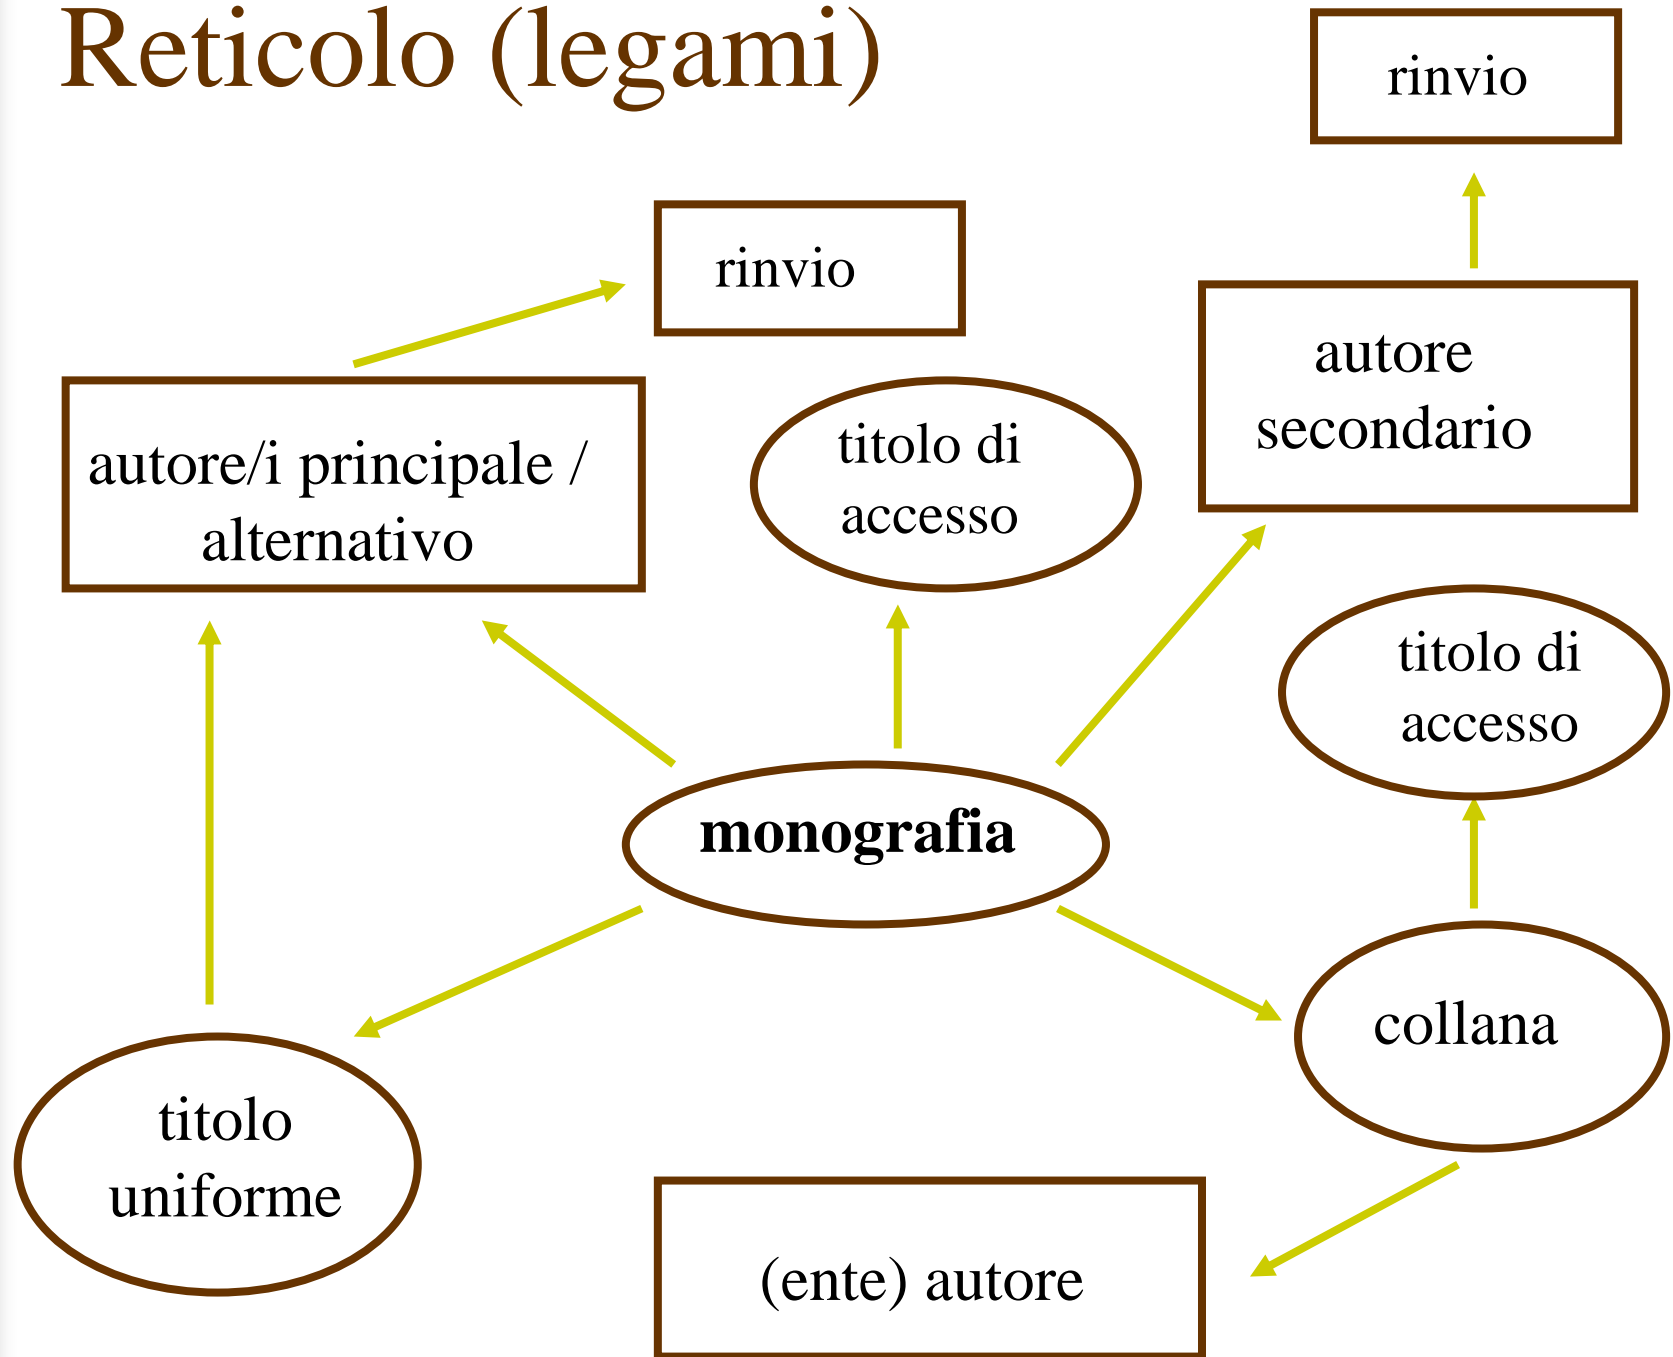 Reticolo (legami)
rinvio
rinvio
autore
secondario
autore/i principale /
alternativo
titolo di
accesso
titolo di
accesso
monografia
collana
titolo
uniforme
(ente) autore